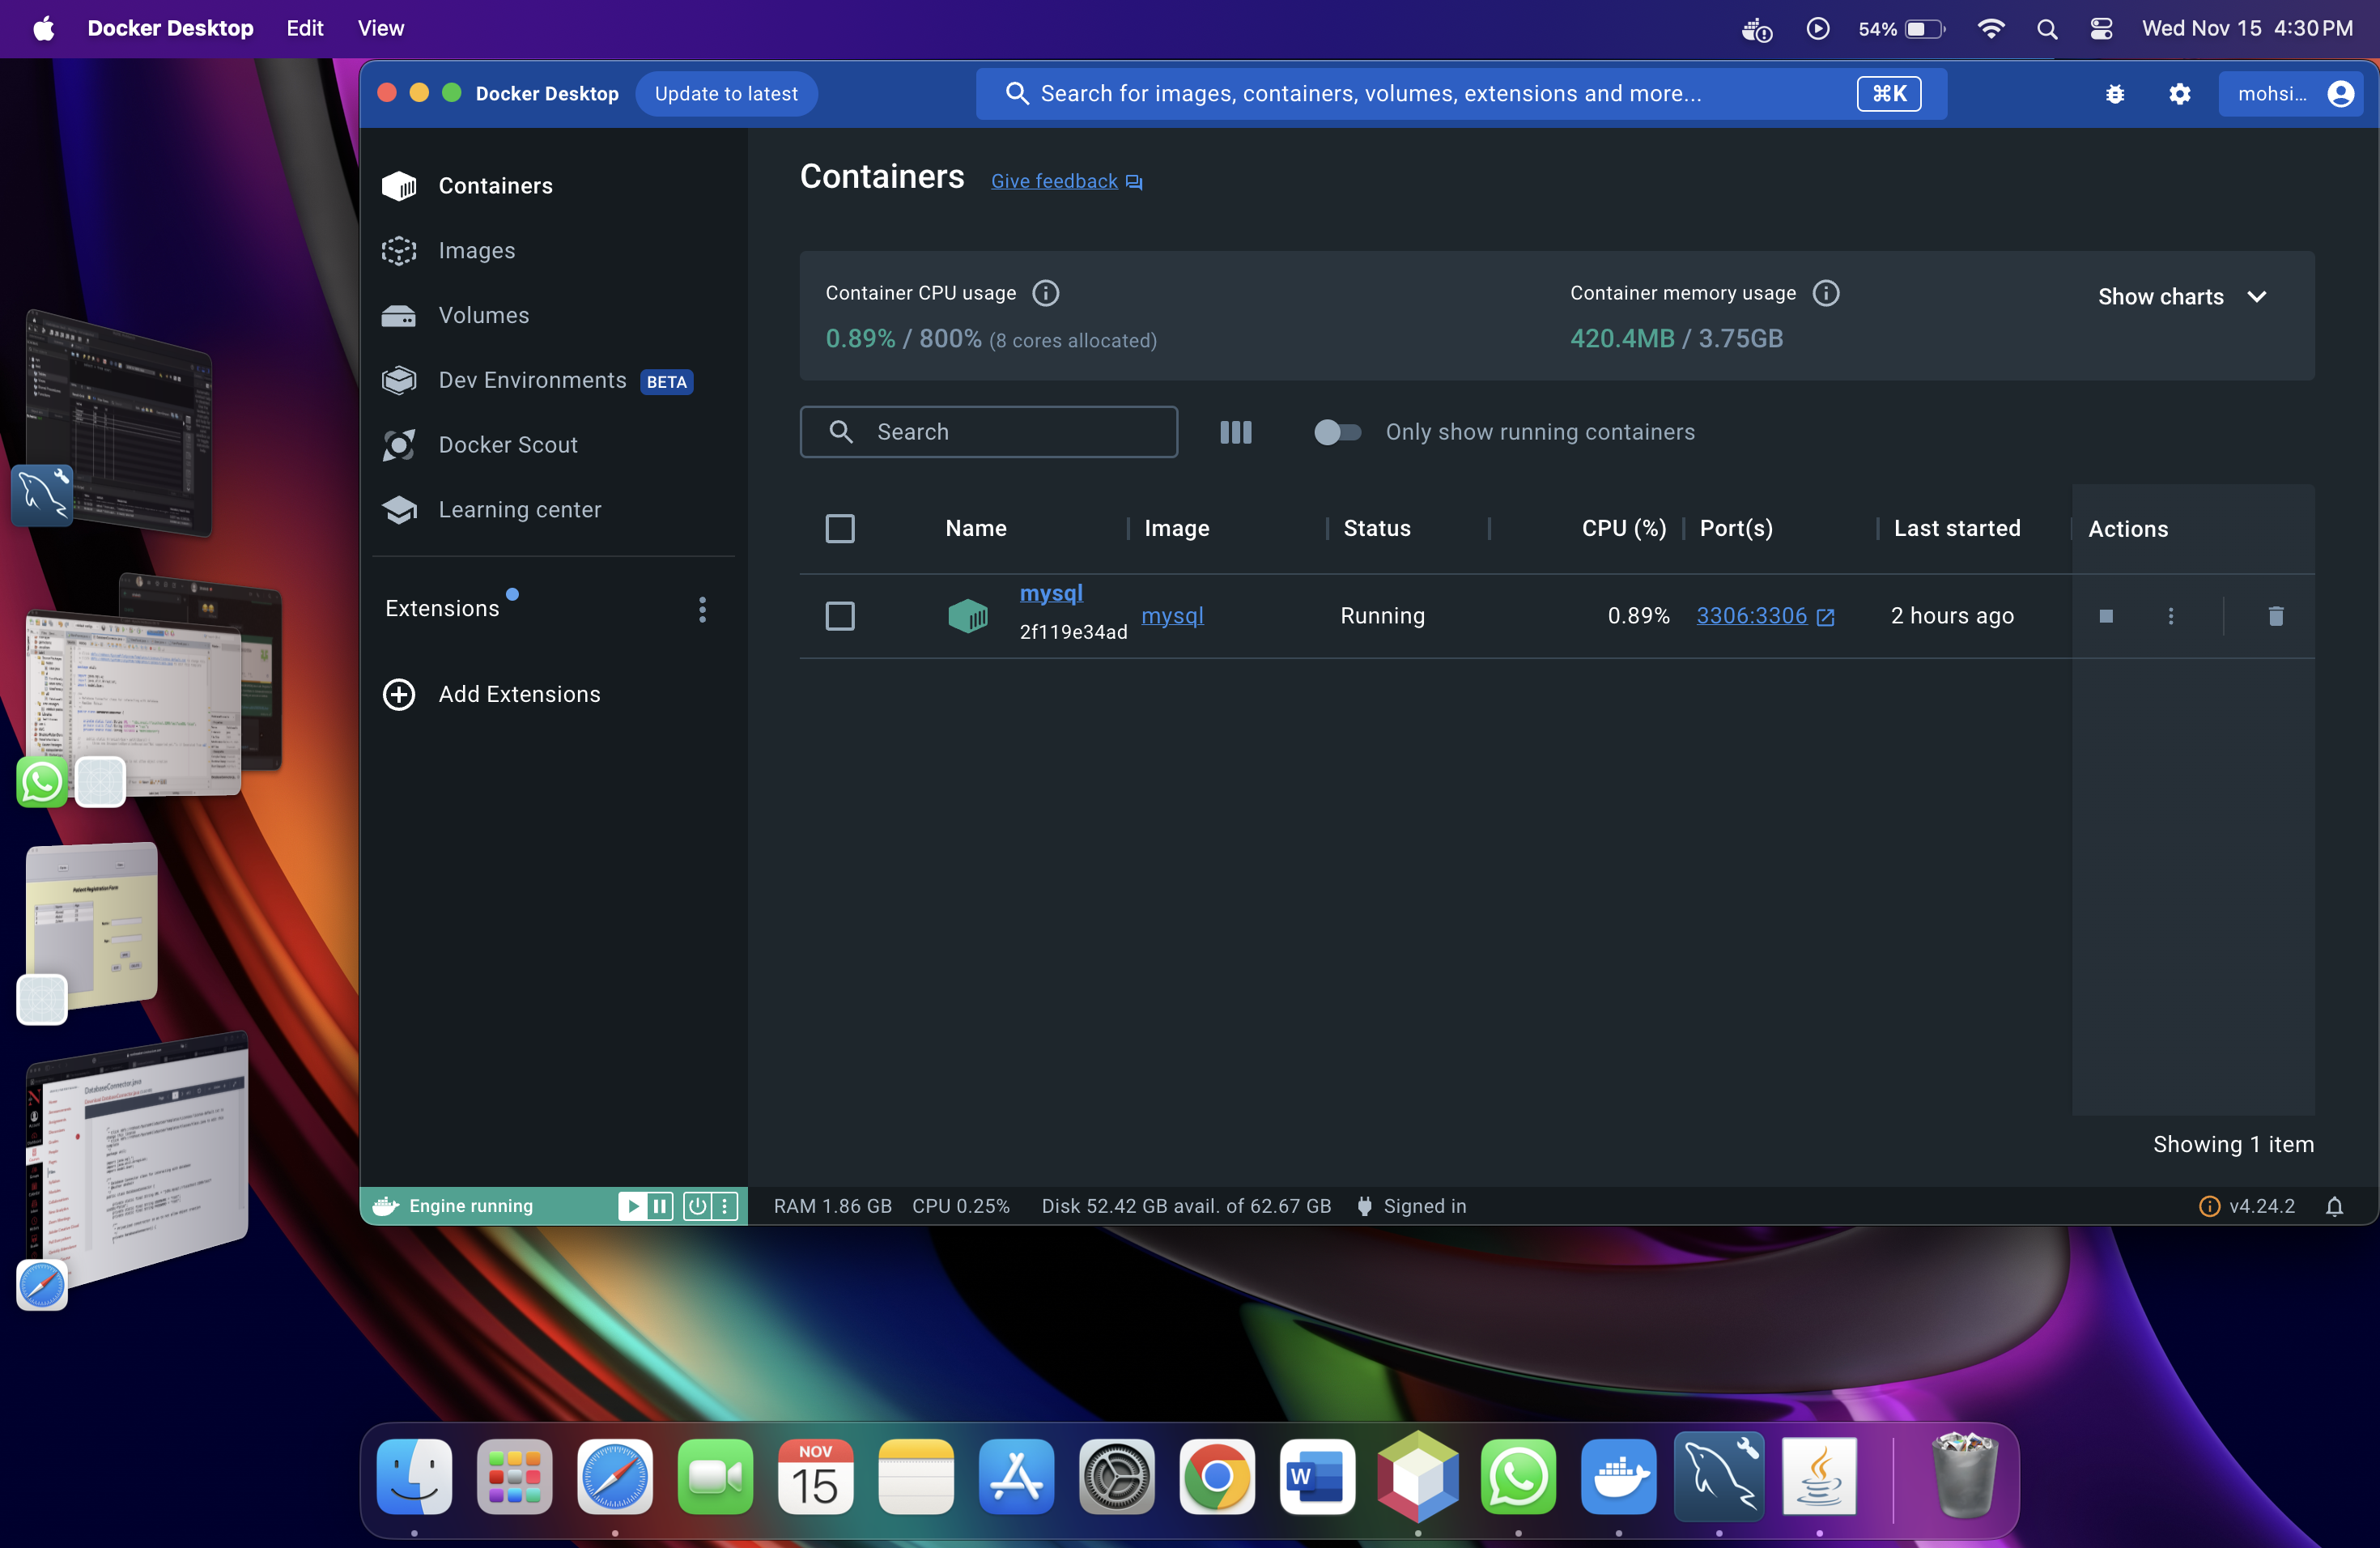 Docker Desktop Edit View
54% Wed Nov 15 4:30 PM
Docker Desktop Update to latest Search for images, containers, volumes, extensions and more... ⌘K mohsi...
Containers
Images
Volumes
Dev Environments BETA
Docker Scout
Learning center
Extensions
Add Extensions
Containers Give feedback
Container CPU usage
0.89% / 800% (8 cores allocated)
Container memory usage
420.4MB / 3.75GB
Show charts
Search Only show running containers
Name Image Status CPU (%) Port(s) Last started Actions
mysql
2f119e34ad
mysql Running 0.89% 3306:3306 2 hours ago
Showing 1 item
Engine running RAM 1.86 GB CPU 0.25% Disk 52.42 GB avail. of 62.67 GB Signed in v4.24.2
Patient Registration Form
DatabaseConnector.java
NOV
15
W